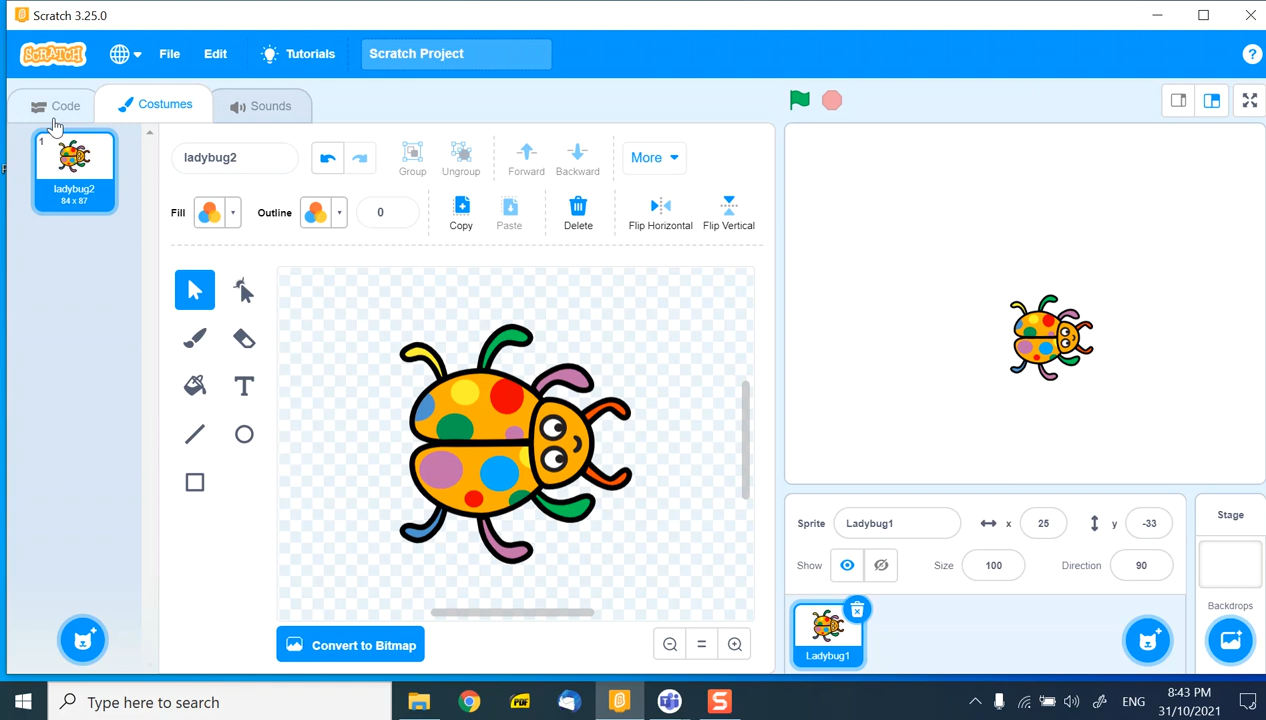 Scratch 3.25.0
SCRATCH
File
Edit
Tutorials
Scratch Project
?
Code
Costumes
Sounds
1
ladybug2
84 x 87
ladybug2
Group
Ungroup
Forward
Backward
More
Fill
Outline
0
Copy
Paste
Delete
Flip Horizontal
Flip Vertical
T
Convert to Bitmap
Sprite
Ladybug1
x
25
y
-33
Show
Size
100
Direction
90
Ladybug1
Stage
Backdrops
Type here to search
PDF
S
ENG
8:43 PM
31/10/2021